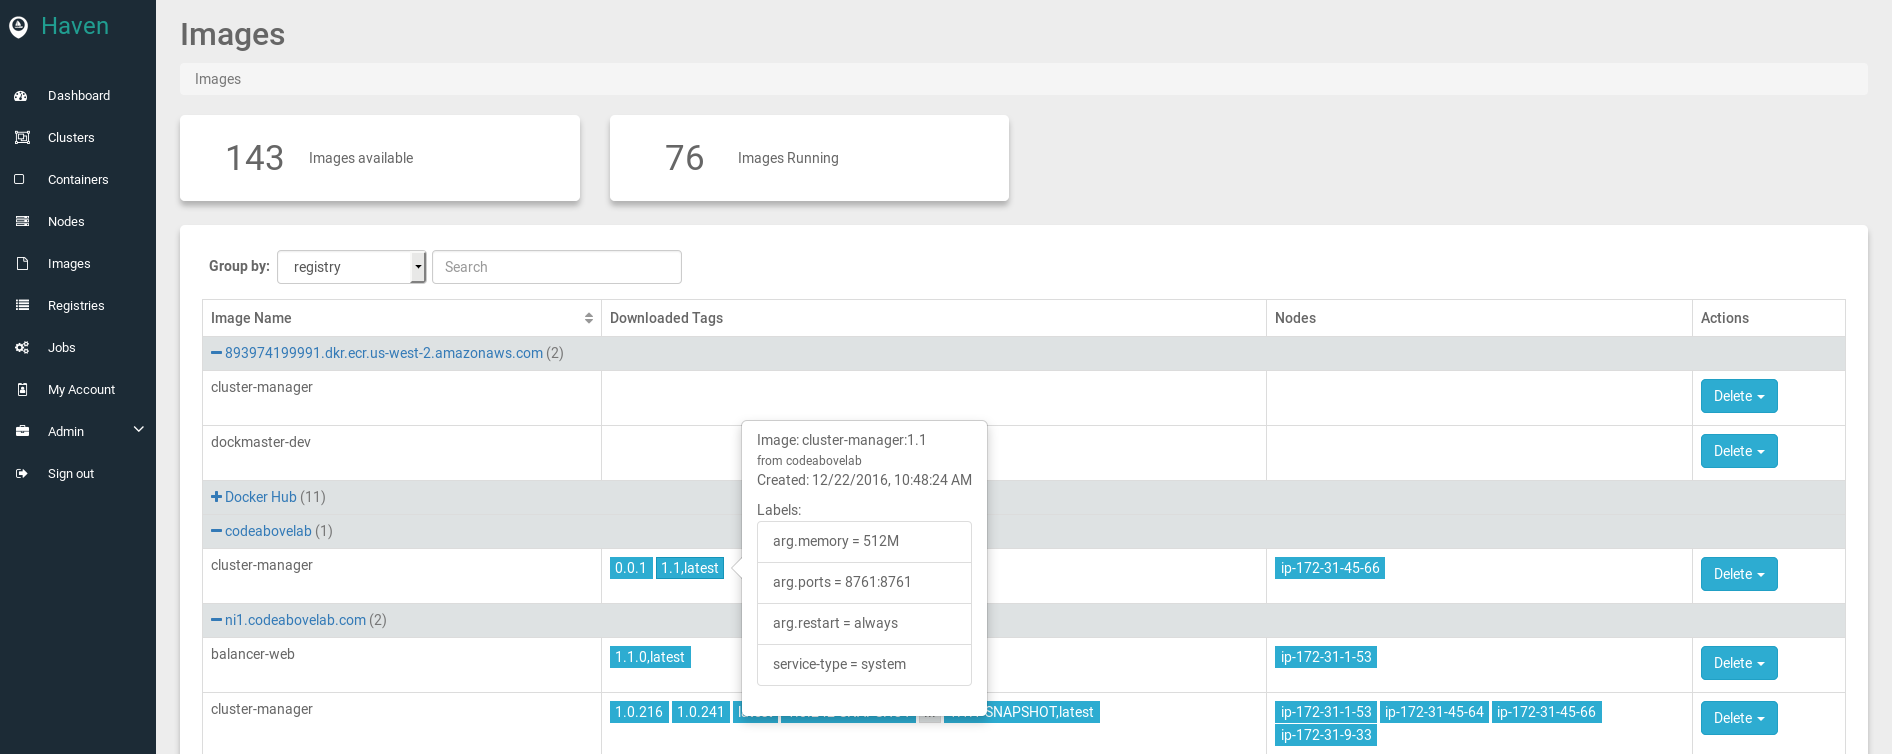 Haven
Dashboard
Clusters
Containers
Nodes
Images
Registries
Jobs
My Account
Admin
Sign out
Images
Images
143 Images available
76 Images Running
Group by: registry Search
Image Name Downloaded Tags Nodes Actions
893974199991.dkr.ecr.us-west-2.amazonaws.com (2)
cluster-manager Delete
dockmaster-dev Delete
Docker Hub (11)
codeabovelab (1)
cluster-manager 0.0.1 1.1,latest ip-172-31-45-66 Delete
ni1.codeabovelab.com (2)
balancer-web 1.1.0,latest ip-172-31-1-53 Delete
cluster-manager 1.0.216 1.0.241 SNAPSHOT,latest ip-172-31-1-53 ip-172-31-45-64 ip-172-31-45-66 Delete
ip-172-31-9-33
Image: cluster-manager:1.1
from codeabovelab
Created: 12/22/2016, 10:48:24 AM
Labels:
arg.memory = 512M
arg.ports = 8761:8761
arg.restart = always
service-type = system